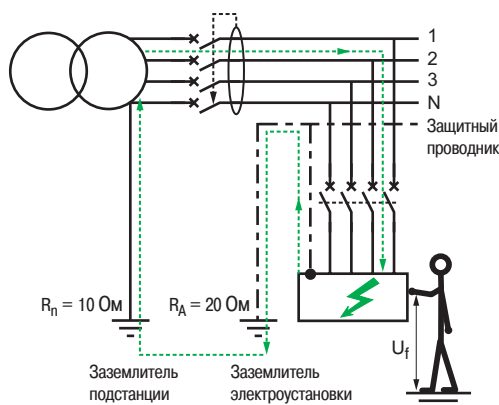 1
2
3
N
Защитный
проводник
Rn = 10 Ом
RA = 20 Ом
Uf
Заземлитель
подстанции
Заземлитель
электроустановки